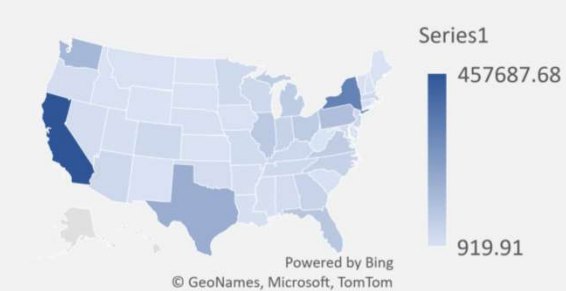 Series1
457687.68
919.91
Powered by Bing
© GeoNames, Microsoft, TomTom